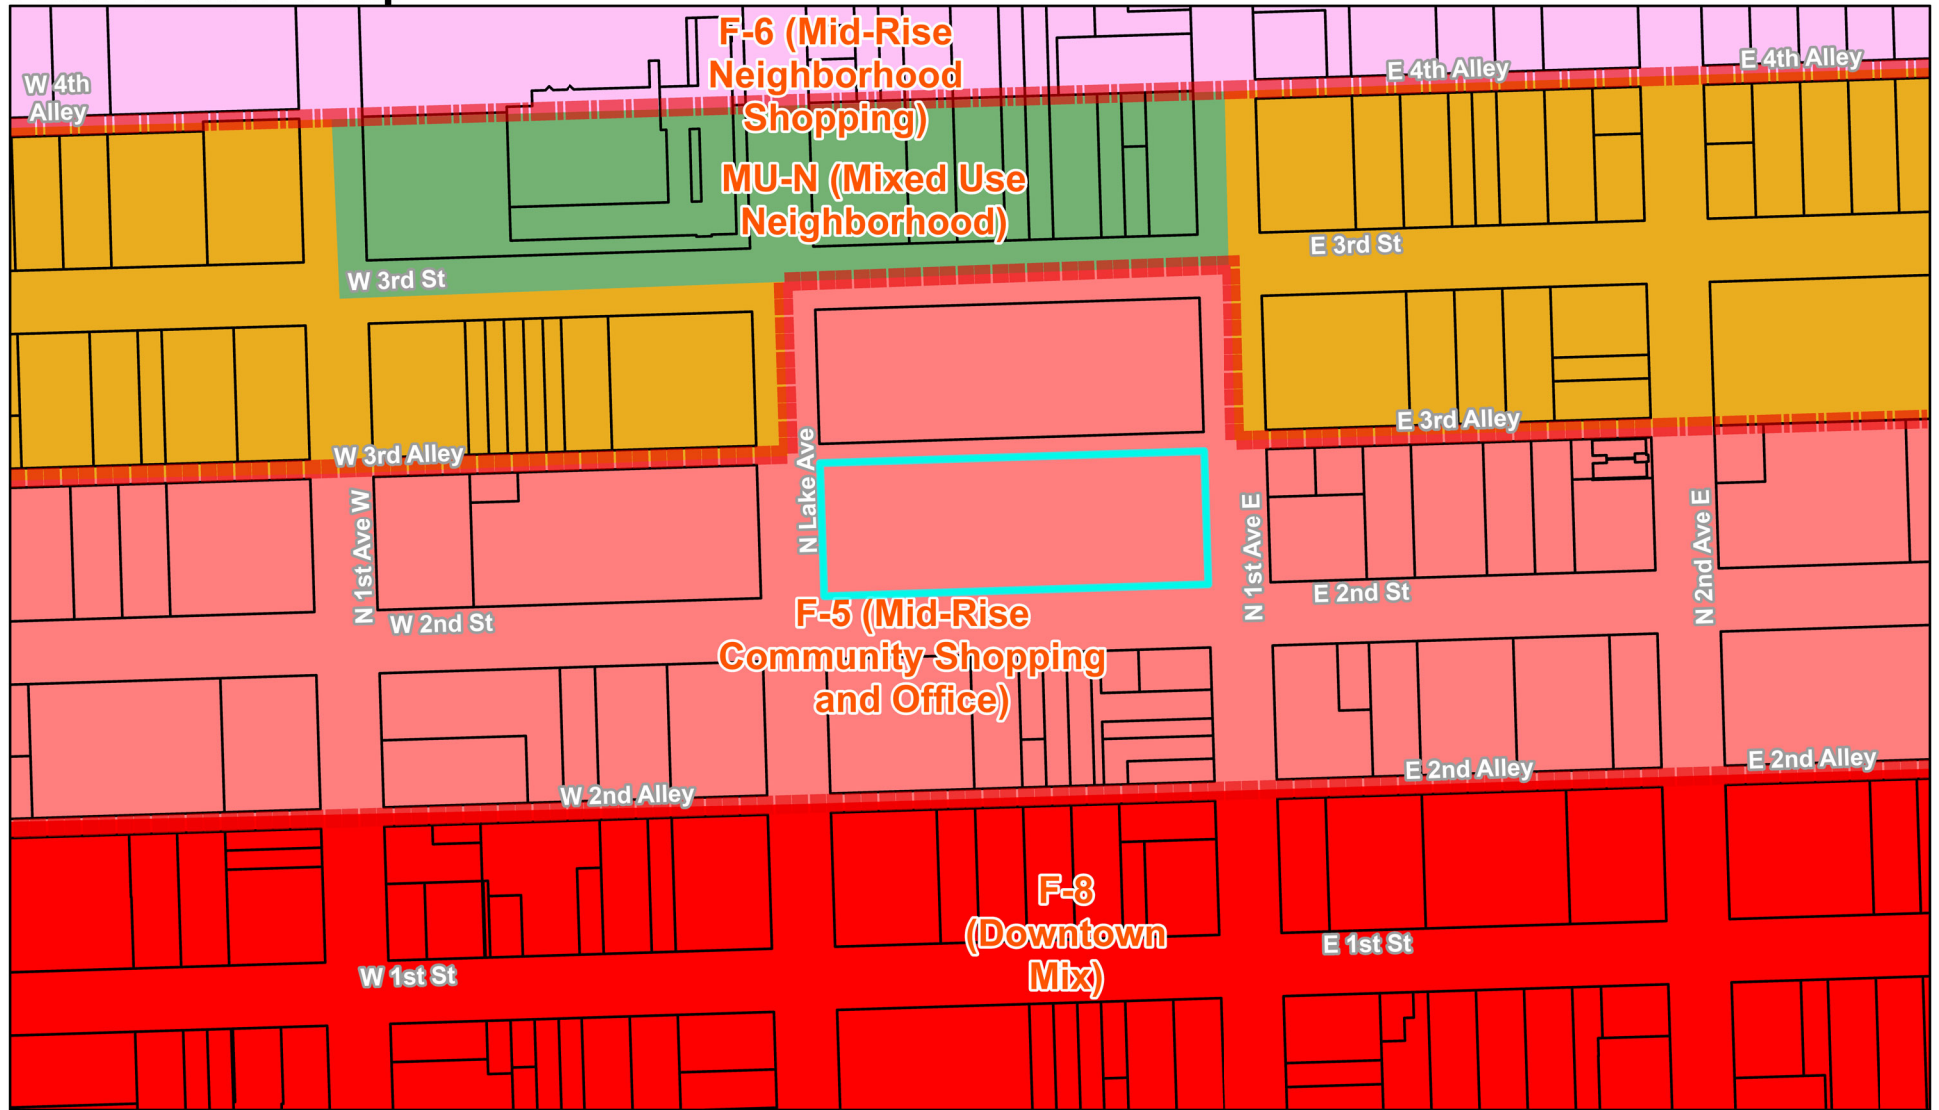 F-6 (Mid-Rise
Neighborhood
Shopping)
W 4th
Alley
E 4th Alley
E 4th Alley
MU-N (Mixed Use
Neighborhood)
W 3rd St
E 3rd St
W 3rd Alley
E 3rd Alley
N 1st Ave W
N Lake Ave
N 1st Ave E
N 2nd Ave E
W 2nd St
E 2nd St
F-5 (Mid-Rise
Community Shopping
and Office)
W 2nd Alley
E 2nd Alley
E 2nd Alley
F-8
(Downtown
Mix)
W 1st St
E 1st St